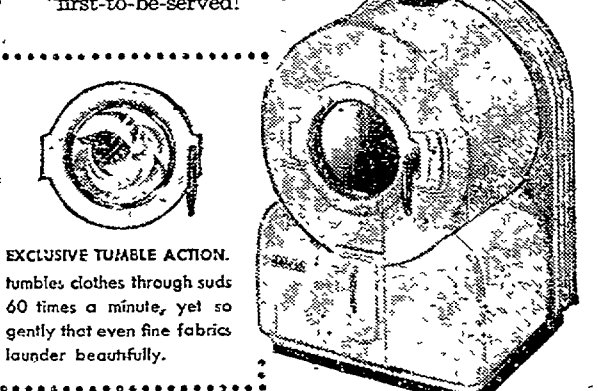 first-to-be-served!
EXCLUSIVE TUMBLE ACTION.
tumbles clothes through suds
60 times a minute, yet so
gently that even fine fabrics
launder beautifully.